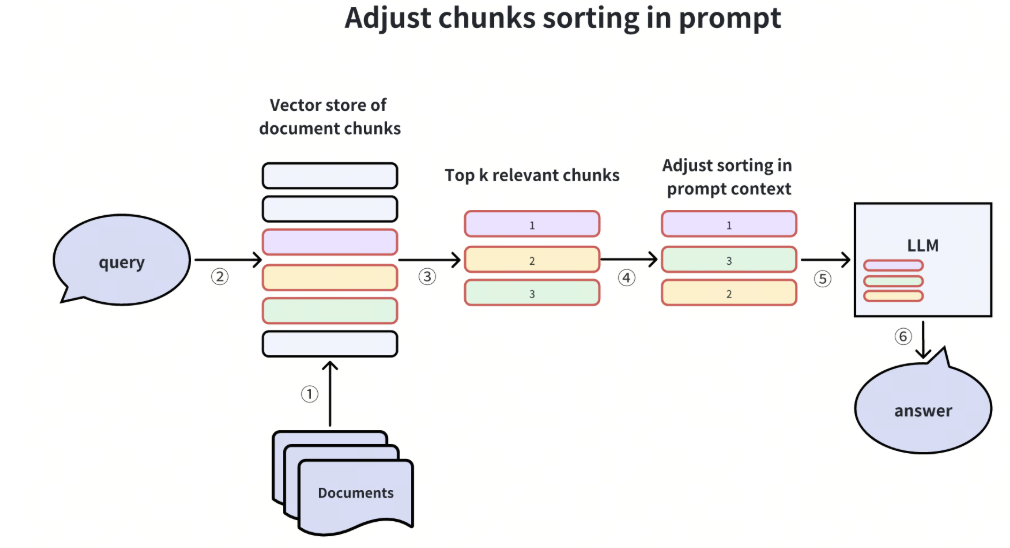 Adjust chunks sorting in prompt
Vector store of
document chunks
Top k relevant chunks
Adjust sorting in
prompt context
query
②
③
④
⑤
1
2
3
1
3
2
LLM
⑥
answer
①
Documents